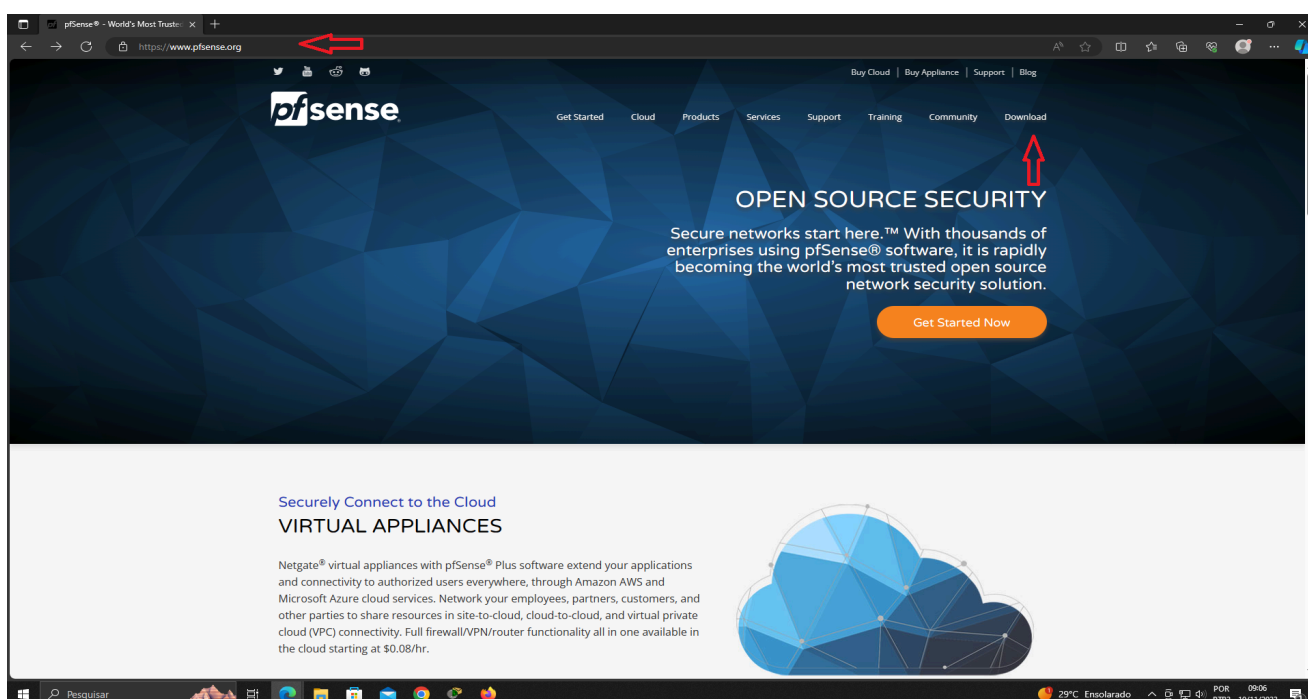 pfSense® - World's Most Trusted
https://www.pfsense.org
Buy Cloud | Buy Appliance | Support | Blog
pfsense
Get Started Cloud Products Services Support Training Community Download
OPEN SOURCE SECURITY
Secure networks start here.™ With thousands of
enterprises using pfSense® software, it is rapidly
becoming the world's most trusted open source
network security solution.
Get Started Now
Securely Connect to the Cloud
VIRTUAL APPLIANCES
Netgate® virtual appliances with pfSense® Plus software extend your applications
and connectivity to authorized users everywhere, through Amazon AWS and
Microsoft Azure cloud services. Network your employees, partners, customers, and
other parties to share resources in site-to-cloud, cloud-to-cloud, and virtual private
cloud (VPC) connectivity. Full firewall/VPN/router functionality all in one available in
the cloud starting at $0.08/hr.
Pesquisar
29°C Ensolarado
POR
09:06